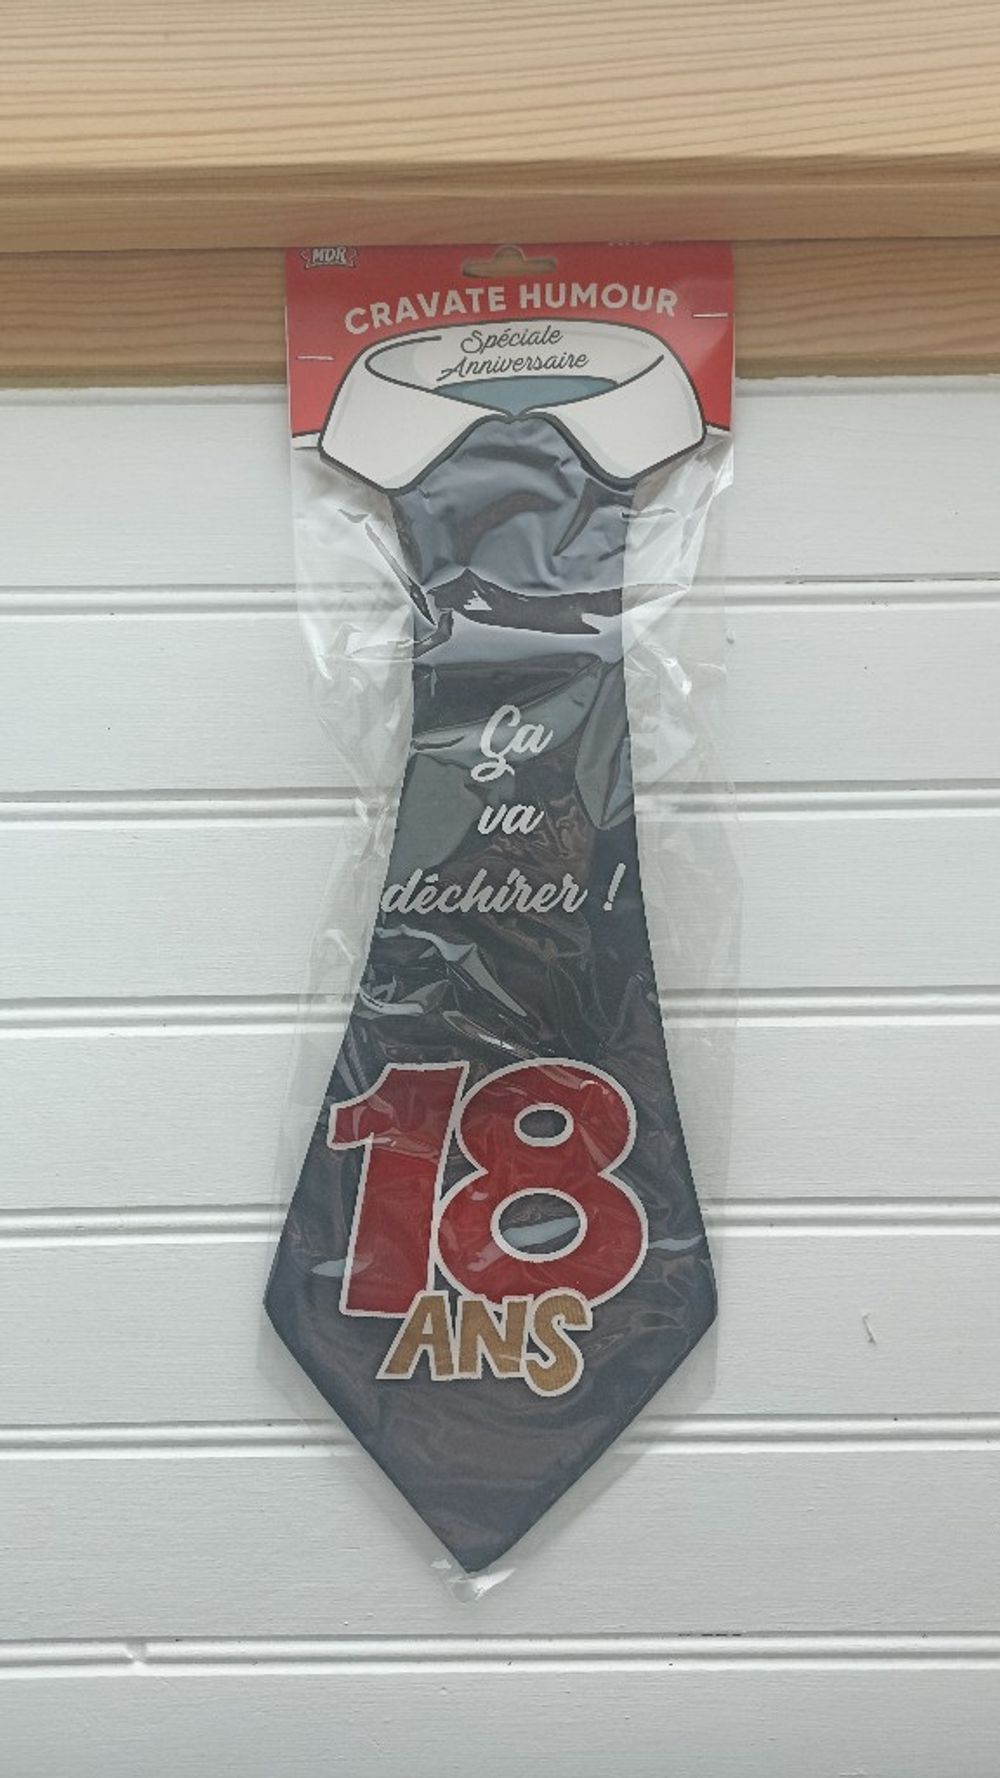 MDR
CRAVATE HUMOUR
Spéciale
Anniversaire
Ça
va
déchirer !
18
ANS